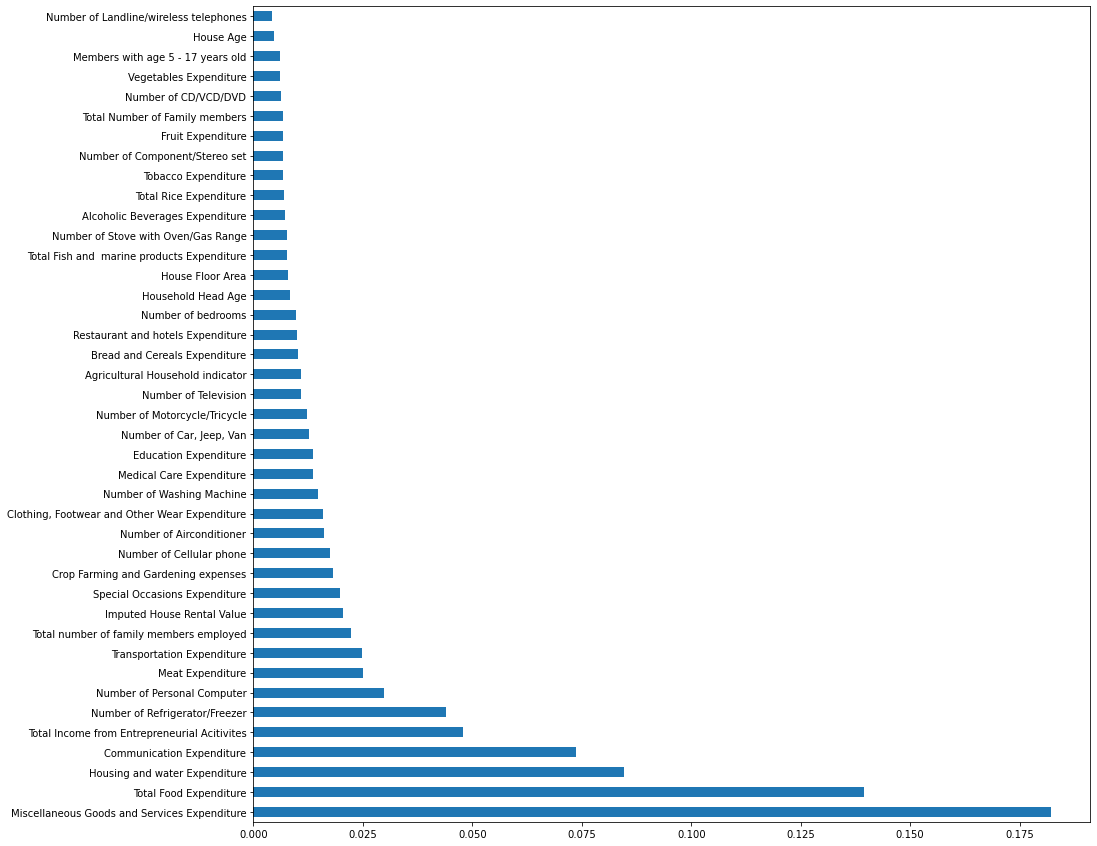 Number of Landline/wireless telephones
House Age
Members with age 5 - 17 years old
Vegetables Expenditure
Number of CD/VCD/DVD
Total Number of Family members
Fruit Expenditure
Number of Component/Stereo set
Tobacco Expenditure
Total Rice Expenditure
Alcoholic Beverages Expenditure
Number of Stove with Oven/Gas Range
Total Fish and  marine products Expenditure
House Floor Area
Household Head Age
Number of bedrooms
Restaurant and hotels Expenditure
Bread and Cereals Expenditure
Agricultural Household indicator
Number of Television
Number of Motorcycle/Tricycle
Number of Car, Jeep, Van
Education Expenditure
Medical Care Expenditure
Number of Washing Machine
Clothing, Footwear and Other Wear Expenditure
Number of Airconditioner
Number of Cellular phone
Crop Farming and Gardening expenses
Special Occasions Expenditure
Imputed House Rental Value
Total number of family members employed
Transportation Expenditure
Meat Expenditure
Number of Personal Computer
Number of Refrigerator/Freezer
Total Income from Entrepreneurial Acitivites
Communication Expenditure
Housing and water Expenditure
Total Food Expenditure
Miscellaneous Goods and Services Expenditure
0.000 0.025 0.050 0.075 0.100 0.125 0.150 0.175